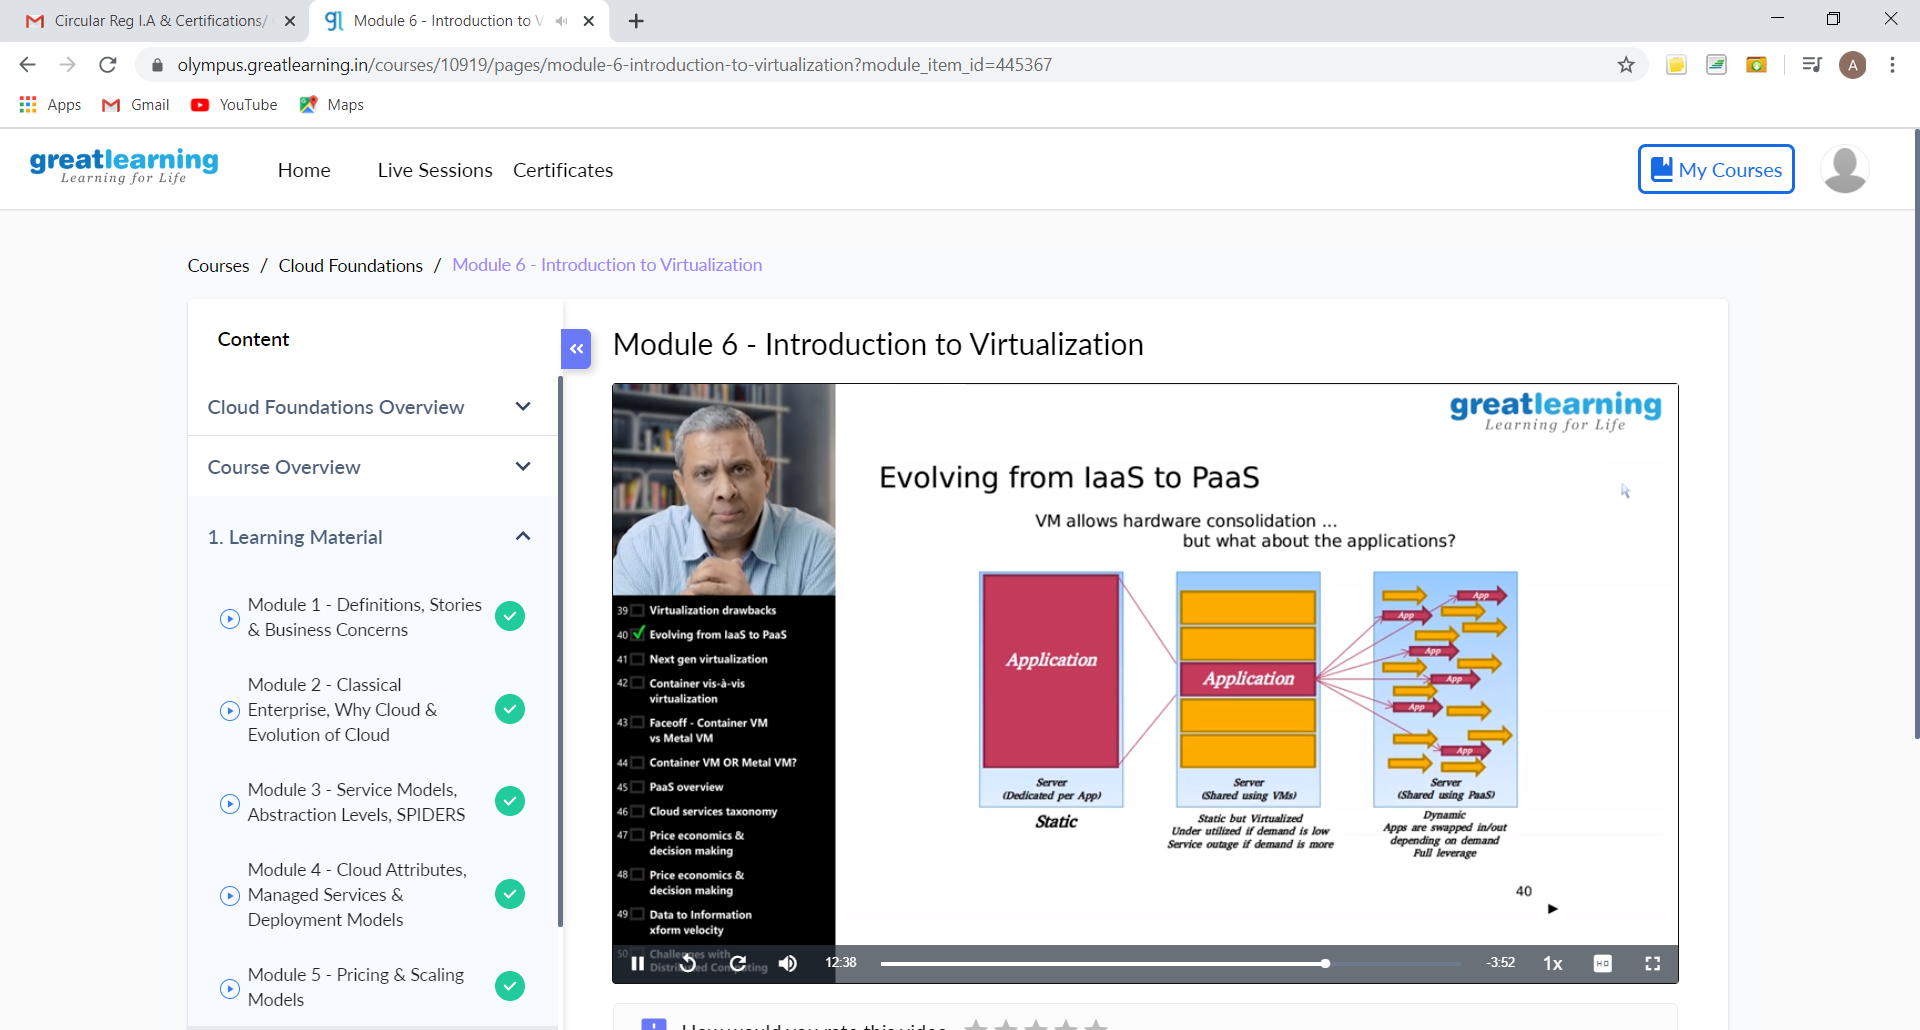 Circular Reg I.A & Certifications/
Module 6 - Introduction to V
olympus.greatlearning.in/courses/10919/pages/module-6-introduction-to-virtualization?module_item_id=445367
A
Apps
Gmail
YouTube
Maps
greatlearning
Learning for Life
Home
Live Sessions
Certificates
My Courses
Courses / Cloud Foundations / Module 6 - Introduction to Virtualization
Content
Cloud Foundations Overview
Course Overview
1. Learning Material
Module 1 - Definitions, Stories
& Business Concerns
Module 2 - Classical
Enterprise, Why Cloud &
Evolution of Cloud
Module 3 - Service Models,
Abstraction Levels, SPIDERS
Module 4 - Cloud Attributes,
Managed Services &
Deployment Models
Module 5 - Pricing & Scaling
Models
Module 6 - Introduction to Virtualization
greatlearning
Learning for Life
39 Virtualization drawbacks
40 Evolving from IaaS to PaaS
41 Next gen virtualization
42 Container vis-à-vis
virtualization
43 Faceoff - Container VM
vs Metal VM
44 Container VM OR Metal VM?
45 PaaS overview
46 Cloud services taxonomy
47 Price economics &
decision making
48 Price economics &
decision making
49 Data to Information
xform velocity
50 Challenges with
Distributed Computing
Evolving from IaaS to PaaS
VM allows hardware consolidation ...
but what about the applications?
Application
Server
(Dedicated per App)
Static
Application
Server
(Shared using VMs)
Static but Virtualized
Under utilized if demand is low
Service outage if demand is more
App
App
App
App
App
App
Server
(Shared using PaaS)
Dynamic
Apps are swapped in/out
depending on demand
Full leverage
40
12:38
-3:52
1x
HD
How would you rate this video